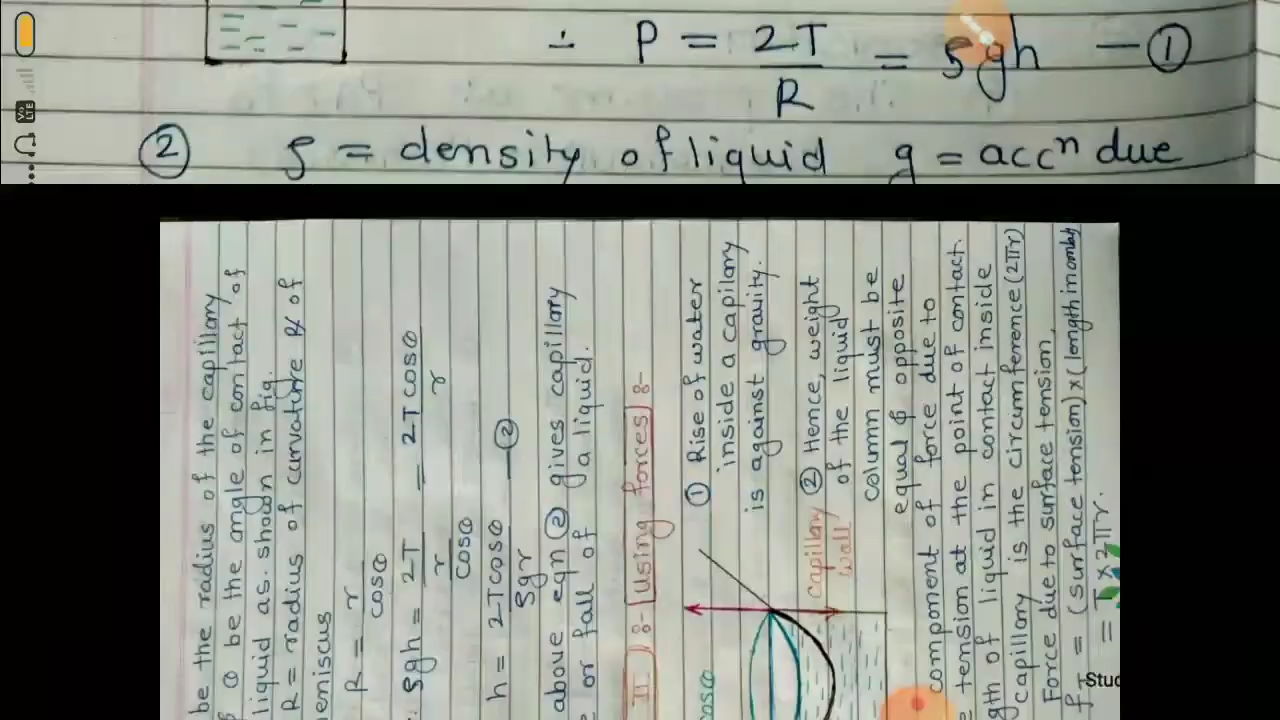 ∴ P = 2T/R = ρgh — ①
② ρ = density of liquid g = accⁿ due
be the radius of the capillary
θ be the angle of contact of
liquid as shown in fig.
R = radius of curvature of
meniscus
R = r/cosθ
ρgh = 2T/(r/cosθ) = 2Tcosθ/r
h = 2Tcosθ/ρgr — ②
above eqn ② gives capillary
or fall of a liquid.
II :- using forces :-
① Rise of water
inside a capilary
is against gravity.
② Hence, weight
of the liquid
column must be
equal & opposite
component of force due to
tension at the point of contact.
of liquid in contact inside
capillary is the circumference (2πr)
Force due to surface tension,
= (surface tension) × (length in contact)
= T × 2πr.
capillary
wall
cosθ
Stud